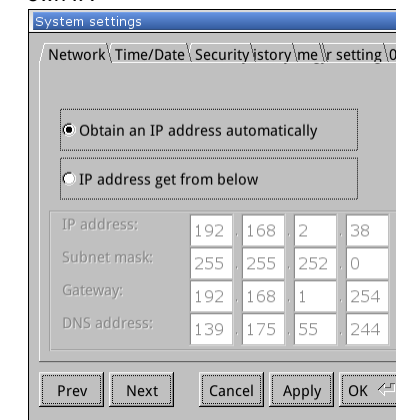 System settings
Network Time/Date Security istory me r setting 0
Obtain an IP address automatically
IP address get from below
IP address: 192 . 168 . 2 . 38
Subnet mask: 255 . 255 . 252 . 0
Gateway: 192 . 168 . 1 . 254
DNS address: 139 . 175 . 55 . 244
Prev Next Cancel Apply OK